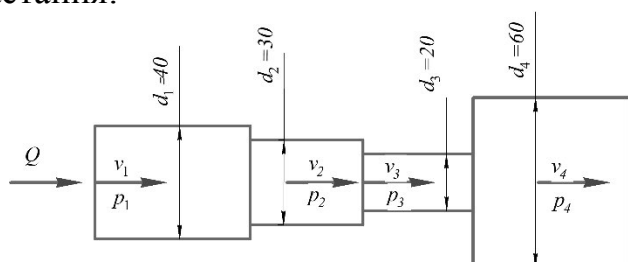 d₁=40
d₂=30
d₃=20
d₄=60
Q
v₁
p₁
v₂
p₂
v₃
p₃
v₄
p₄